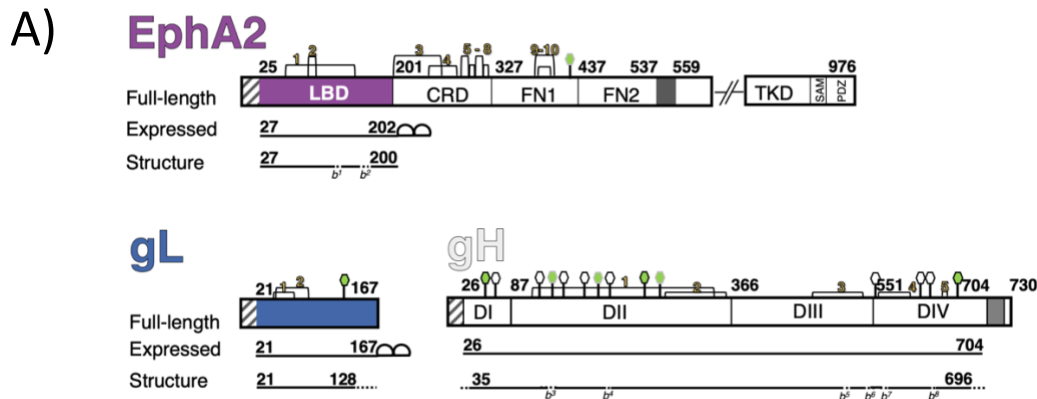 A)
EphA2
1 2 3 4 5 - 8 9-10
25 201 327 437 537 559 976
Full-length LBD CRD FN1 FN2 TKD SAM PDZ
Expressed 27 202
Structure 27 200
b1 b2
gL gH
1 2 1 2 3 4 5
21 167 26 87 366 551 704 730
Full-length DI DII DIII DIV
Expressed 21 167 26 704
Structure 21 128 35 696
b3 b4 b5 b6 b7 b8